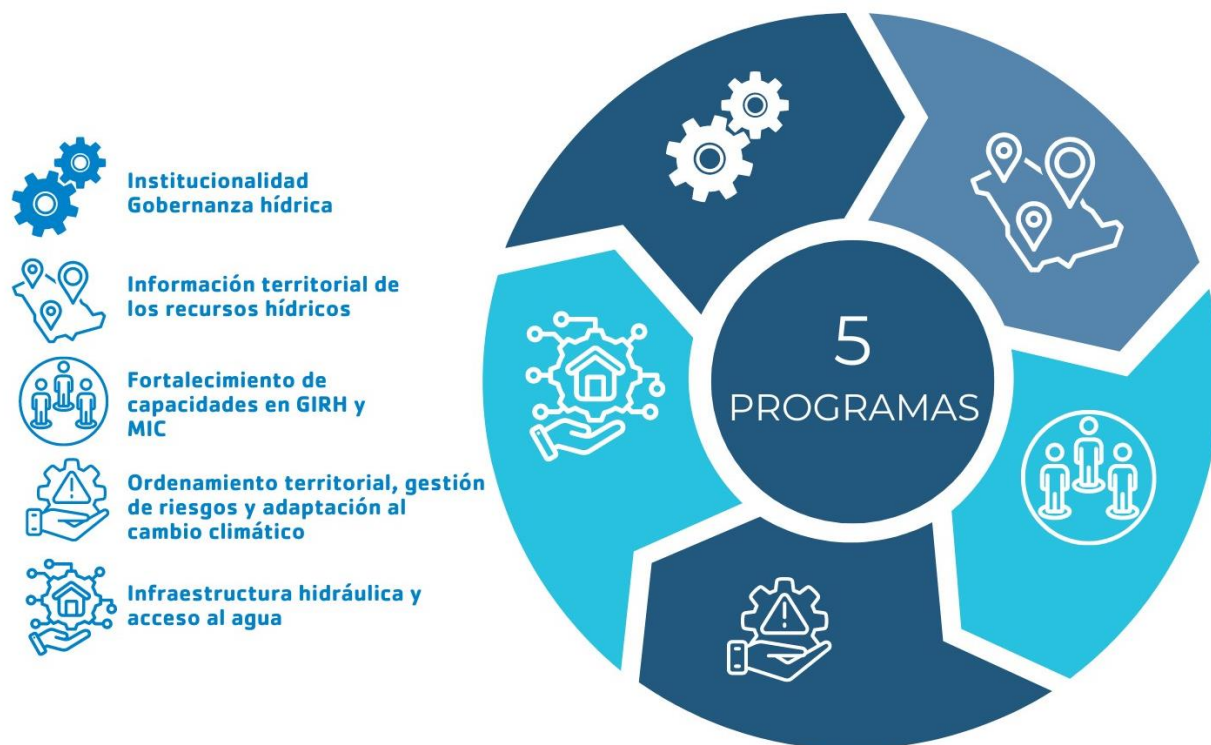 Institucionalidad
Gobernanza hídrica
Información territorial de
los recursos hídricos
Fortalecimiento de
capacidades en GIRH y
MIC
Ordenamiento territorial, gestión
de riesgos y adaptación al
cambio climático
Infraestructura hidráulica y
acceso al agua
5
PROGRAMAS